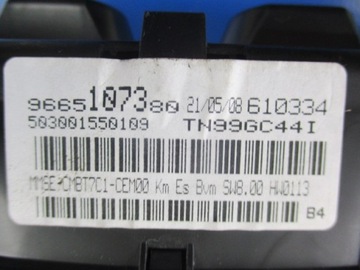 9665107380 21/05/08 610334
503001550109 TN99GC44I
MMSE-CMBT7C1-CEM00 Km Es Bvm SW8.00 HW0113
B4